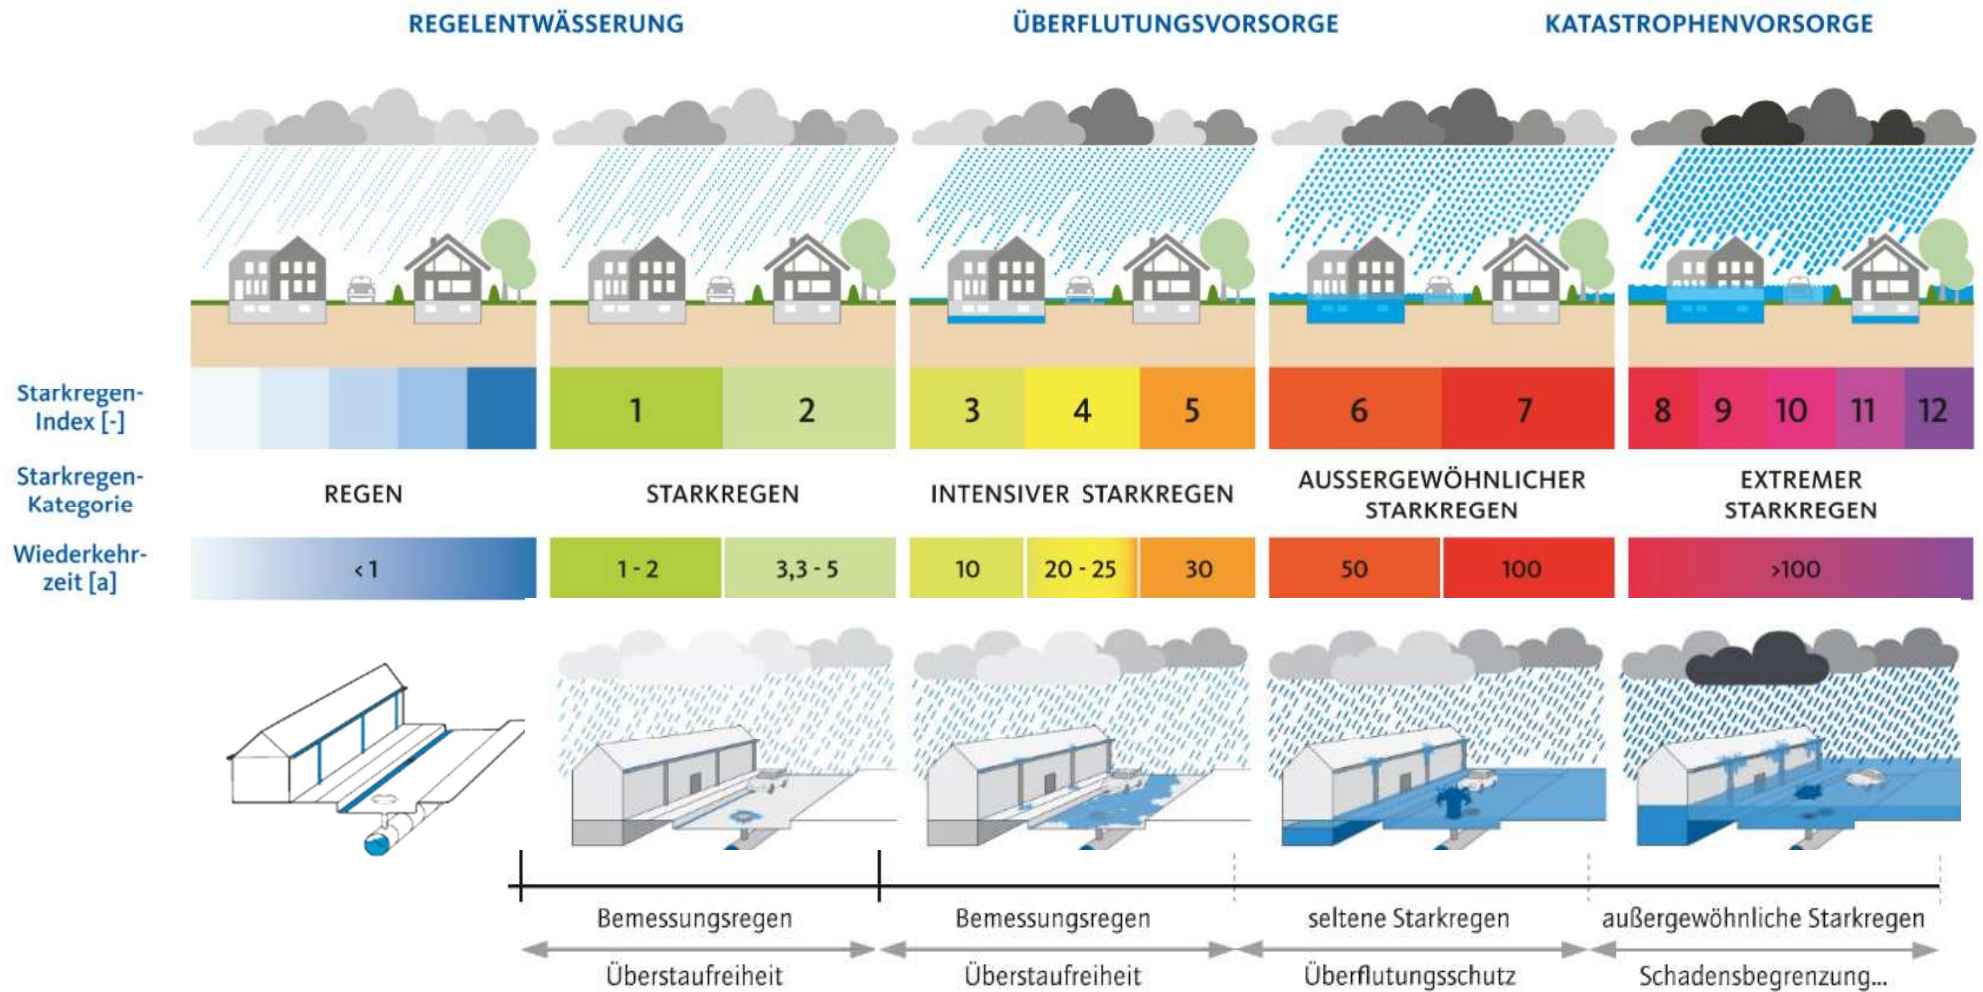 REGELENTWÄSSERUNG
ÜBERFLUTUNGSVORSORGE
KATASTROPHENVORSORGE
Starkregen-
Index [-]
1
2
3
4
5
6
7
8
9
10
11
12
Starkregen-
Kategorie
REGEN
STARKREGEN
INTENSIVER STARKREGEN
AUSSERGEWÖHNLICHER
STARKREGEN
EXTREMER
STARKREGEN
Wiederkehr-
zeit [a]
<1
1 - 2
3,3 - 5
10
20 - 25
30
50
100
>100
Bemessungsregen
Bemessungsregen
seltene Starkregen
außergewöhnliche Starkregen
Überstaufreiheit
Überstaufreiheit
Überflutungsschutz
Schadensbegrenzung...